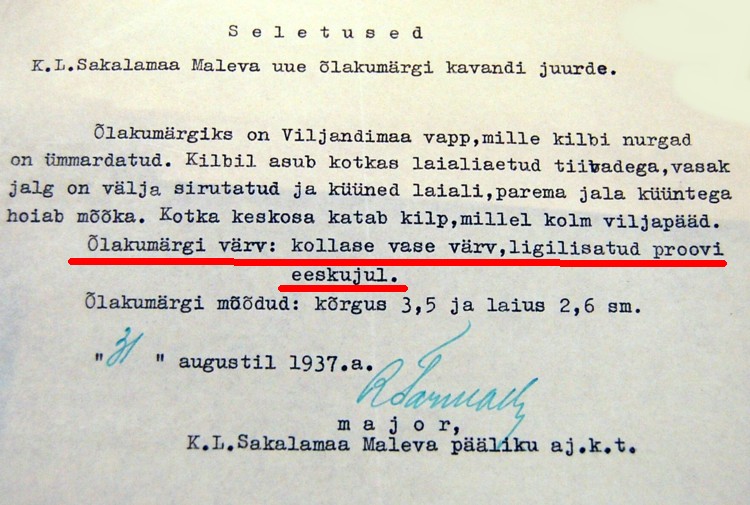 Seletused
K.L.Sakalamaa Maleva uue õlakumärgi kavandi juurde.
Õlakumärgiks on Viljandimaa vapp,mille kilbi nurgad
on ümmardatud. Kilbil asub kotkas laialiaetud tiibadega,vasak
jalg on välja sirutatud ja küüned laiali,parema jala küüntega
hoiab mõõka. Kotka keskosa katab kilp,millel kolm viljapääd.
Õlakumärgi värv: kollase vase värv,ligilisatud proovi
eeskujul.
Õlakumärgi mõõdud: kõrgus 3,5 ja laius 2,6 sm.
"31" augustil 1937.a.
major,
K.L.Sakalamaa Maleva pääliku aj.k.t.